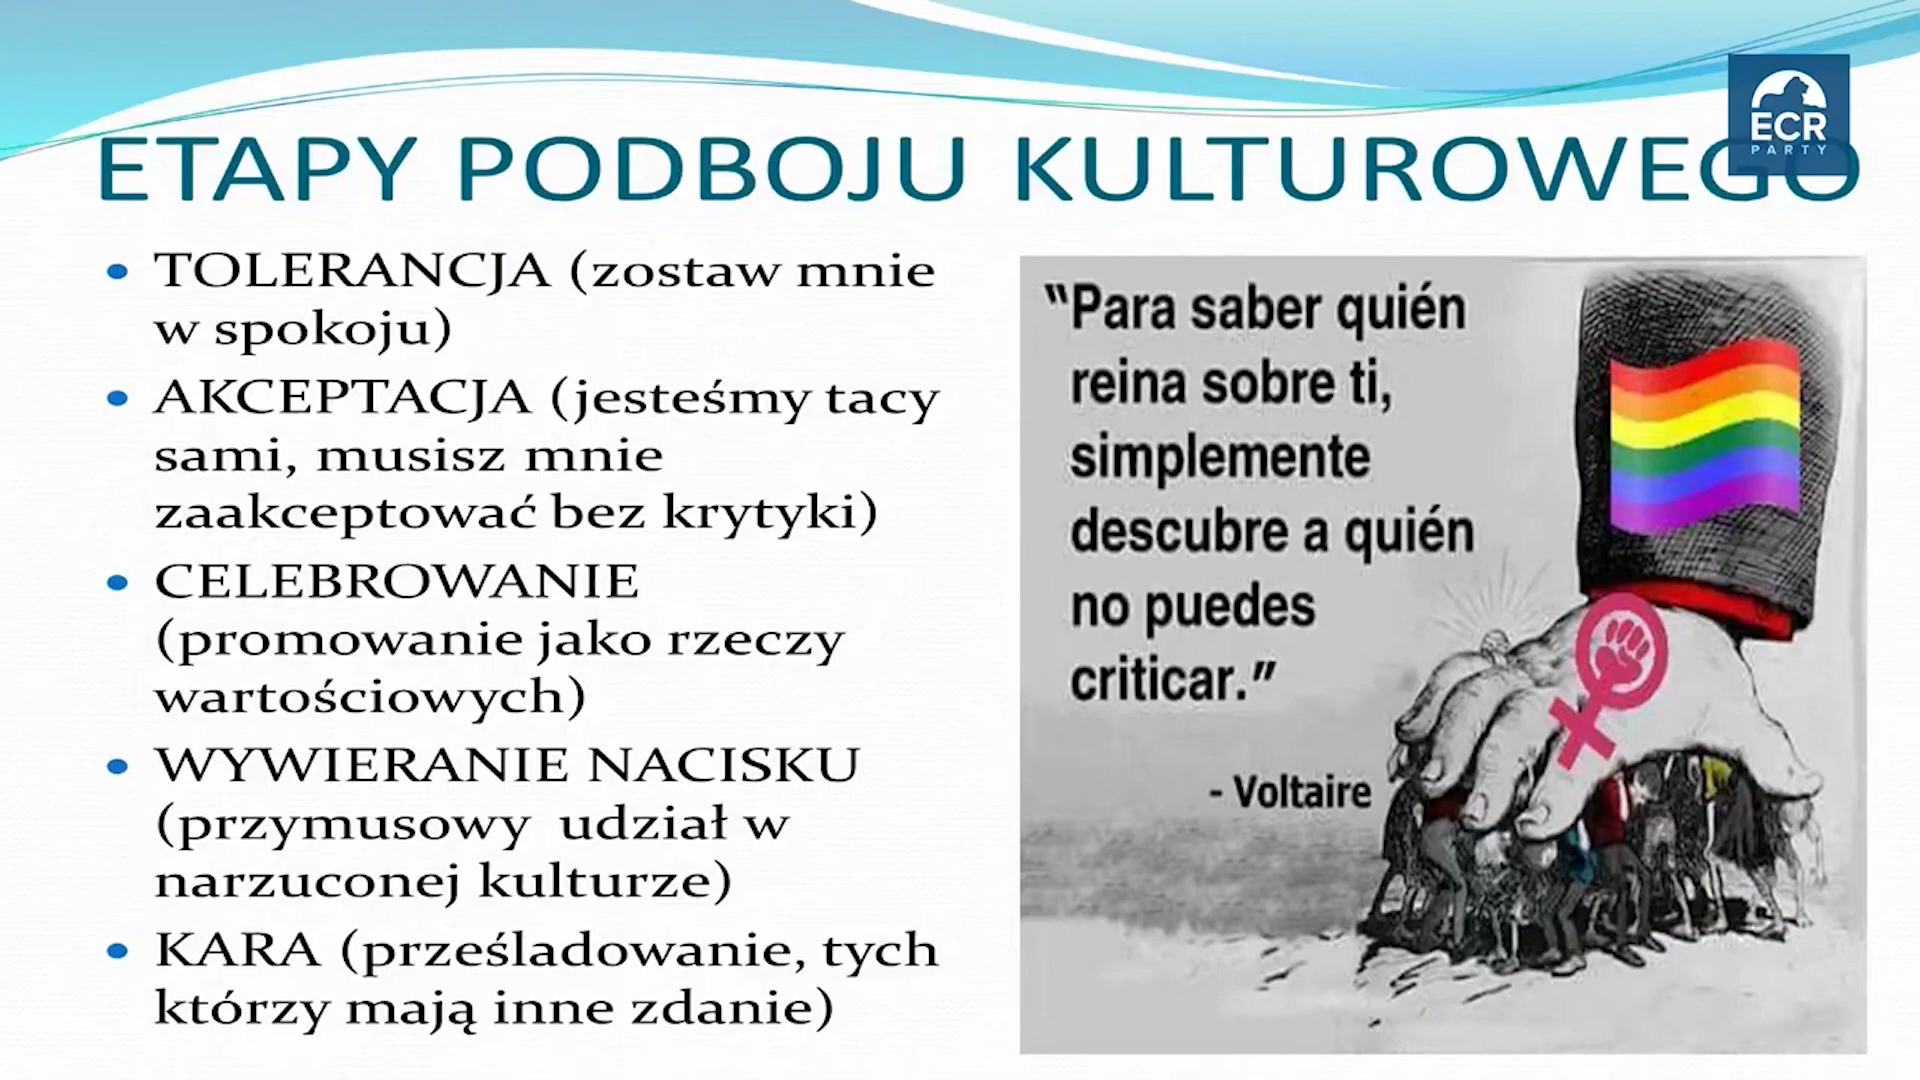 ECR
PARTY
ETAPY PODBOJU KULTUROWEGO
• TOLERANCJA (zostaw mnie
w spokoju)
• AKCEPTACJA (jesteśmy tacy
sami, musisz mnie
zaakceptować bez krytyki)
• CELEBROWANIE
(promowanie jako rzeczy
wartościowych)
• WYWIERANIE NACISKU
(przymusowy udział w
narzuconej kulturze)
• KARA (prześladowanie, tych
którzy mają inne zdanie)
"Para saber quién
reina sobre ti,
simplemente
descubre a quién
no puedes
criticar."
- Voltaire